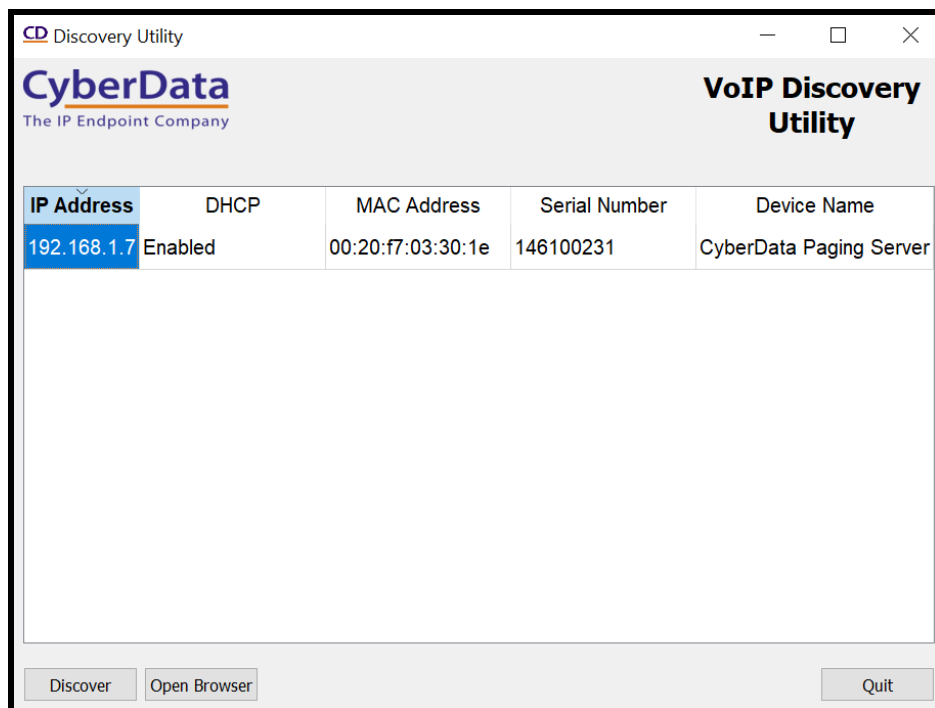 CD Discovery Utility
CyberData
The IP Endpoint Company
VoIP Discovery
Utility
IP Address DHCP MAC Address Serial Number Device Name
192.168.1.7 Enabled 00:20:f7:03:30:1e 146100231 CyberData Paging Server
Discover Open Browser Quit